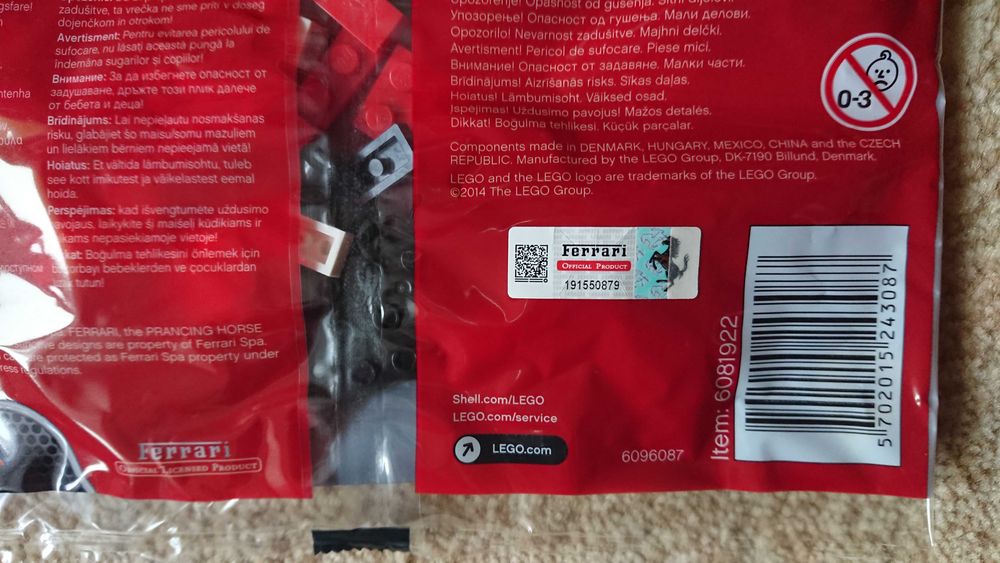 zadušitve, ta vrečka ne sme priti v doseg
dojenčkom in otrokom!
Avertisment: Pentru evitarea pericolului de
sufocare, nu lăsați această pungă la
îndemâna sugarilor și copiilor!
Внимание: За да избегнете опасност от
задушаване, дръжте този плик далече
от бебета и деца!
Brīdinājums: Lai nepieļautu nosmakšanas
risku, glabājiet šo maisu/somu mazuļiem
un lielākiem bērniem nepieejamā vietā!
Hoiatus: Et vältida lämbumisohtu, tuleb
see kott imikutest ja väikelastest eemal
hoida.
Perspėjimas: kad išvengtumėte uždusimo
pavojaus, laikykite šį maišelį kūdikiams ir
vaikams nepasiekiamoje vietoje!
Boğulma tehlikesini önlemek için
bebeklerden ve çocuklardan
tutun!
FERRARI, the PRANCING HORSE
designs are property of Ferrari Spa.
protected as Ferrari Spa property under
regulations.
Ferrari
OFFICIAL LICENSED PRODUCT
Упозорење! Опасност од гушења. Мали делови.
Opozorilo! Nevarnost zadušitve. Majhni delčki.
Avertisment! Pericol de sufocare. Piese mici.
Внимание! Опасност от задавяне. Малки части.
Brīdinājums! Aizrīšanās risks. Sīkas daļas.
Hoiatus! Lämbumisoht. Väiksed osad.
Įspėjimas! Uždusimo pavojus! Mažos detalės.
Dikkat! Boğulma tehlikesi. Küçük parçalar.
0-3
Components made in DENMARK, HUNGARY, MEXICO, CHINA and the CZECH
REPUBLIC. Manufactured by the LEGO Group, DK-7190 Billund, Denmark.
LEGO and the LEGO logo are trademarks of the LEGO Group.
©2014 The LEGO Group.
Ferrari
OFFICIAL PRODUCT
191550879
Shell.com/LEGO
LEGO.com/service
LEGO.com
6096087
Item: 6081922
5 702015 243087